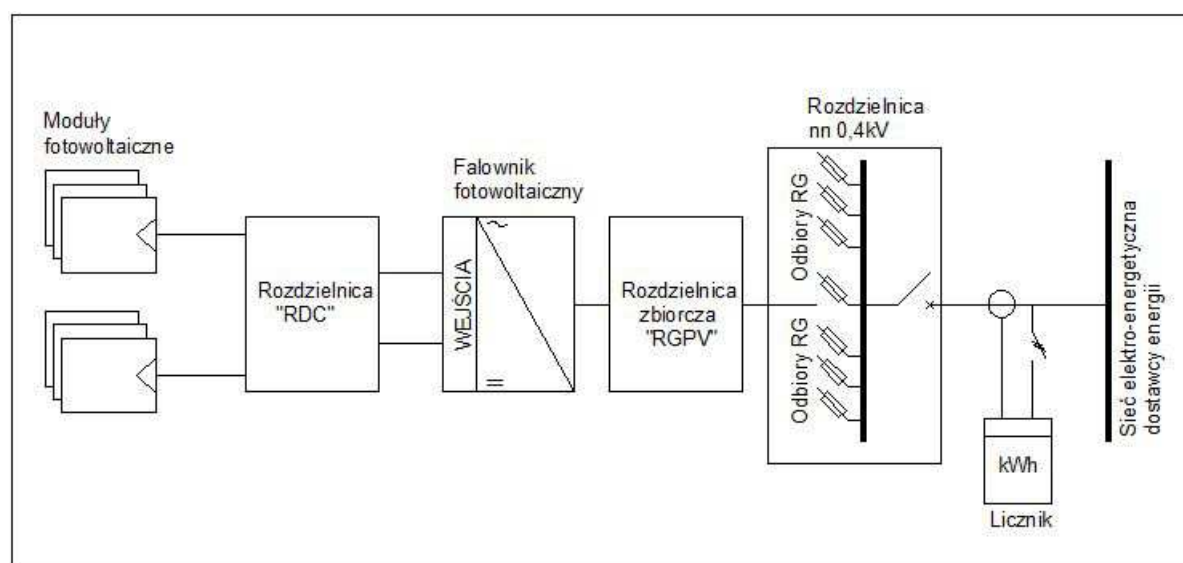 Moduły
fotowoltaiczne
Rozdzielnica
"RDC"
Falownik
fotowoltaiczny
WEJŚCIA
~
=
Rozdzielnica
zbiorcza
"RGPV"
Rozdzielnica
nn 0,4kV
Odbiory RG
Odbiory RG
kWh
Licznik
Sieć elektro-energetyczna
dostawcy energii